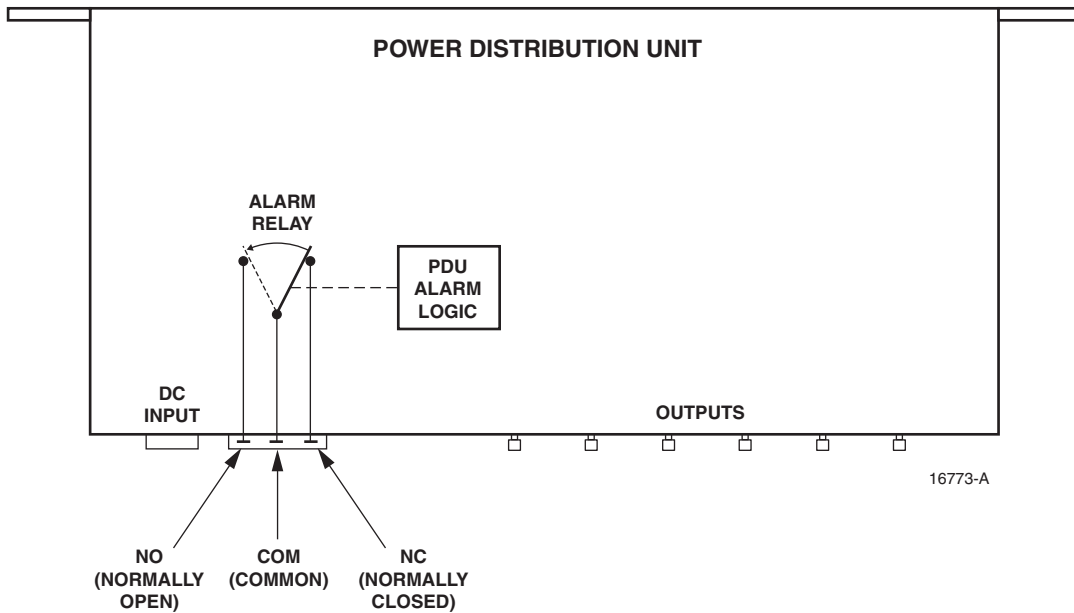 POWER DISTRIBUTION UNIT
ALARM
RELAY
PDU
ALARM
LOGIC
DC
INPUT
OUTPUTS
16773-A
NO
(NORMALLY
OPEN)
COM
(COMMON)
NC
(NORMALLY
CLOSED)